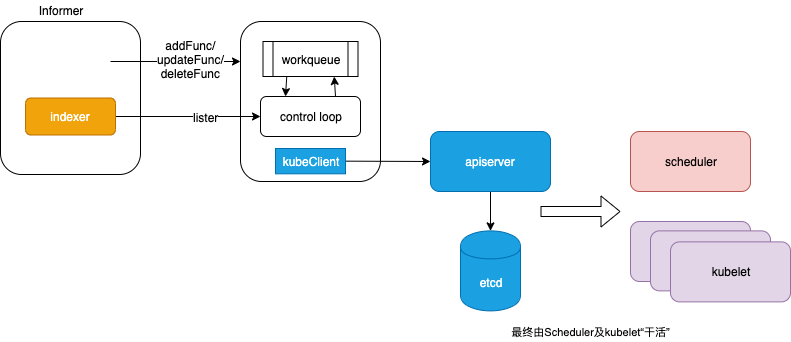 Informer
addFunc/
updateFunc/
deleteFunc
workqueue
indexer
lister
control loop
kubeClient
apiserver
scheduler
etcd
kubelet
最终由Scheduler及kubelet“干活”